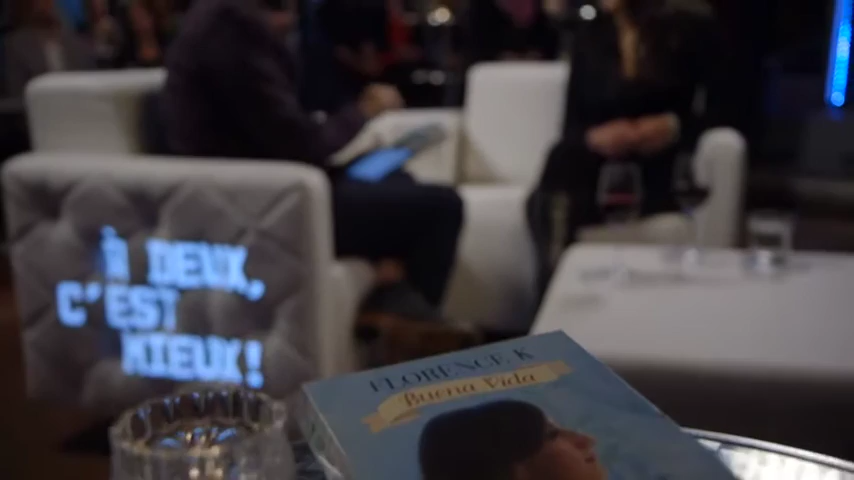 À DEUX,
C'EST
MIEUX!
FLORENCE K
Buena Vida